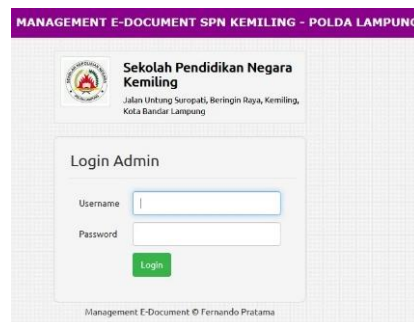 MANAGEMENT E-DOCUMENT SPN KEMILING - POLDA LAMPUNG
Sekolah Pendidikan Negara
Kemiling
Jalan Untung Suropati, Beringin Raya, Kemiling,
Kota Bandar Lampung
Login Admin
Username
Password
Login
Management E-Document © Fernando Pratama